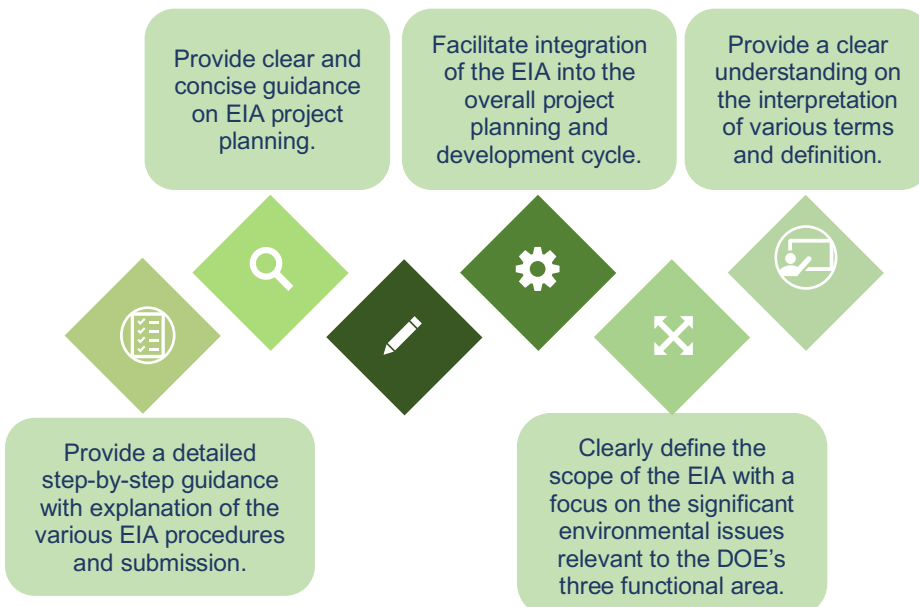 Provide clear and
concise guidance
on EIA project
planning.
Facilitate integration
of the EIA into the
overall project
planning and
development cycle.
Provide a clear
understanding on
the interpretation
of various terms
and definition.
Provide a detailed
step-by-step guidance
with explanation of the
various EIA procedures
and submission.
Clearly define the
scope of the EIA with a
focus on the significant
environmental issues
relevant to the DOE’s
three functional area.